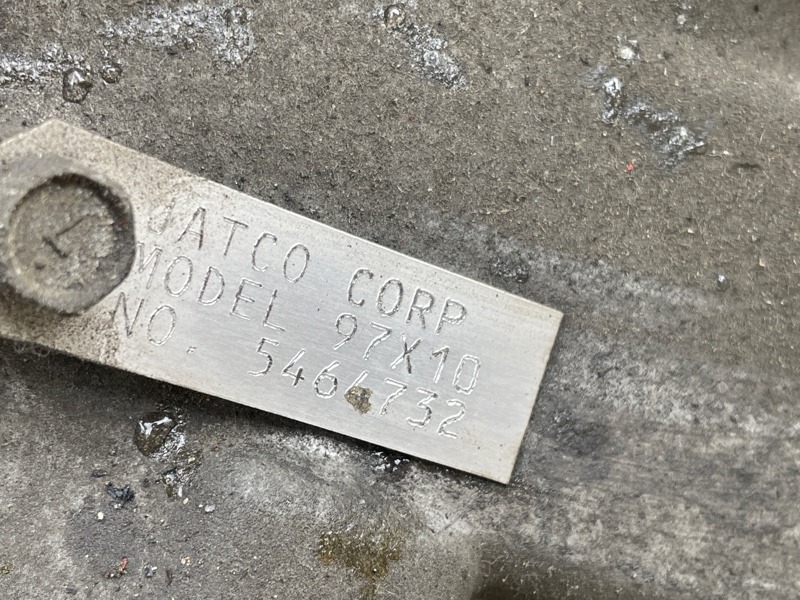 JATCO CORP
MODEL 97X10
NO. 5464732